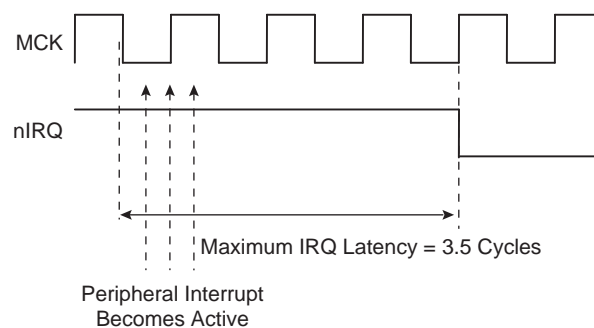 MCK
nIRQ
Maximum IRQ Latency = 3.5 Cycles
Peripheral Interrupt
Becomes Active